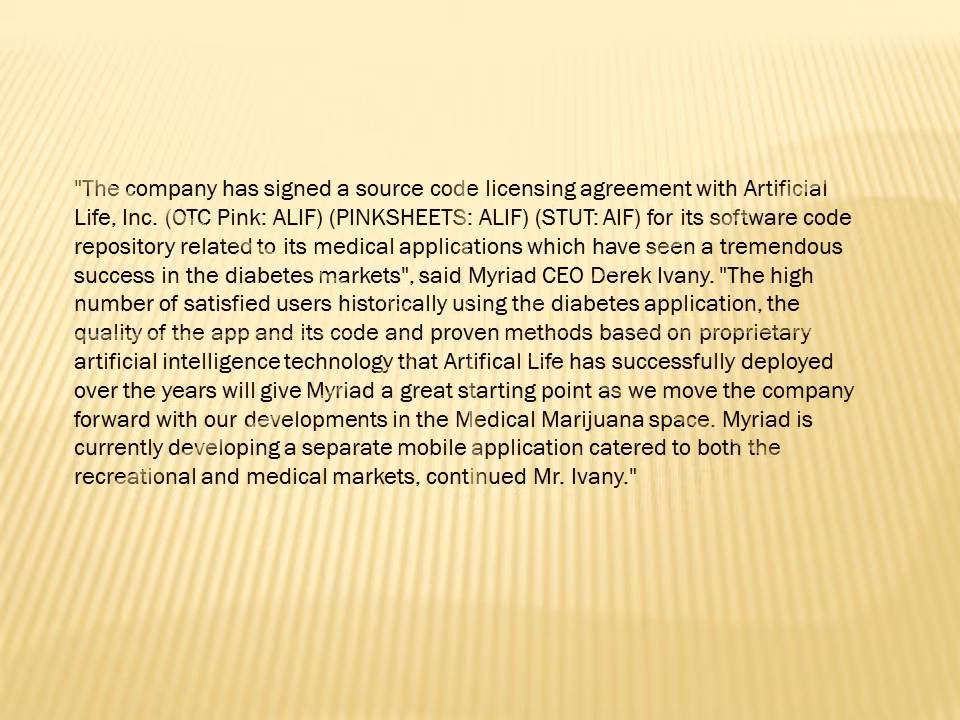 "The company has signed a source code licensing agreement with Artificial
Life, Inc. (OTC Pink: ALIF) (PINKSHEETS: ALIF) (STUT: AIF) for its software code
repository related to its medical applications which have seen a tremendous
success in the diabetes markets", said Myriad CEO Derek Ivany. "The high
number of satisfied users historically using the diabetes application, the
quality of the app and its code and proven methods based on proprietary
artificial intelligence technology that Artifical Life has successfully deployed
over the years will give Myriad a great starting point as we move the company
forward with our developments in the Medical Marijuana space. Myriad is
currently developing a separate mobile application catered to both the
recreational and medical markets, continued Mr. Ivany."